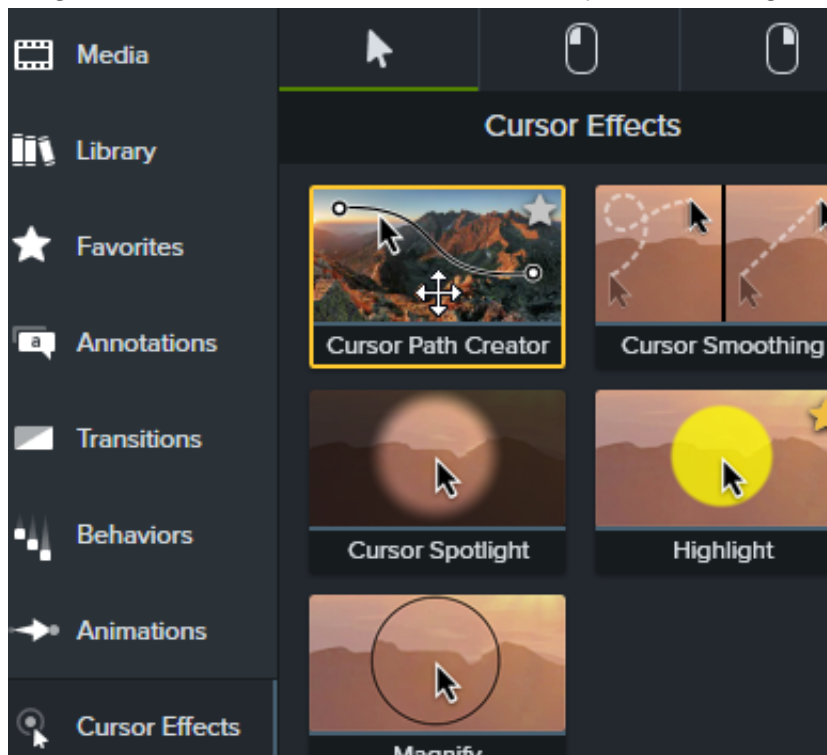 Media
Library
Favorites
a
Annotations
Transitions
Behaviors
Animations
Cursor Effects
Cursor Effects
Cursor Path Creator
Cursor Smoothing
Cursor Spotlight
Highlight
Magnify